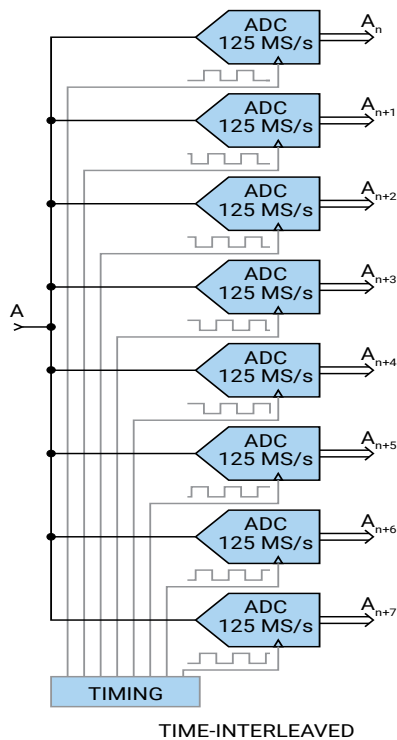 ADC
125 MS/s
An
ADC
125 MS/s
An+1
ADC
125 MS/s
An+2
ADC
125 MS/s
An+3
A
ADC
125 MS/s
An+4
ADC
125 MS/s
An+5
ADC
125 MS/s
An+6
ADC
125 MS/s
An+7
TIMING
TIME-INTERLEAVED